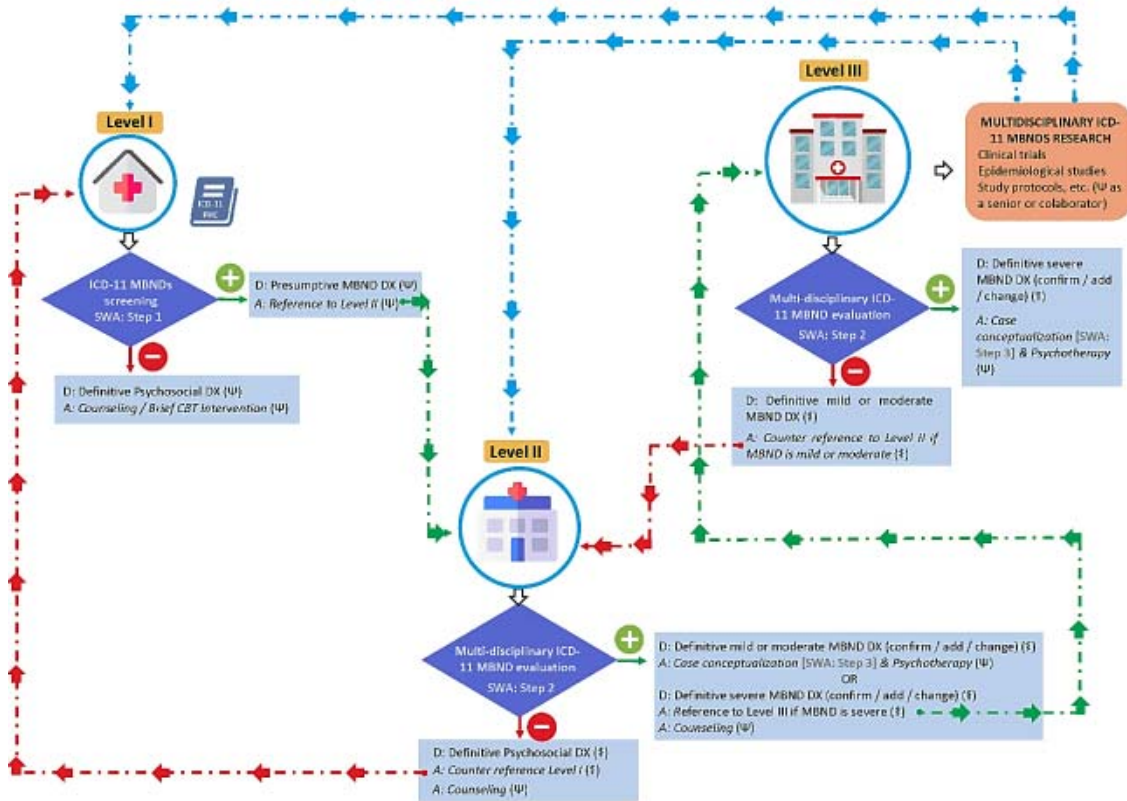 Level III
MULTIDISCIPLINARY ICD-
11 MBNDS RESEARCH
Clinical trials
Epidemiological studies
Study protocols, etc. (Ψ as
a senior or colaborator)
Level I
ICD-11
PHC
ICD-11 MBNDs
screening
SWA: Step 1
D: Presumptive MBND DX (Ψ)
A: Reference to Level II (Ψ)
D: Definitive Psychosocial DX (Ψ)
A: Counseling / Brief CBT Intervention (Ψ)
Multi-disciplinary ICD-
11 MBND evaluation
SWA: Step 2
D: Definitive severe
MBND DX (confirm / add
/ change)
A: Case
conceptualization [SWA:
Step 3] & Psychotherapy
(Ψ)
D: Definitive mild or moderate
MBND DX
A: Counter reference to Level II if
MBND is mild or moderate
Level II
Multi-disciplinary ICD-
11 MBND evaluation
SWA: Step 2
D: Definitive mild or moderate MBND DX (confirm / add / change)
A: Case conceptualization [SWA: Step 3] & Psychotherapy (Ψ)
OR
D: Definitive severe MBND DX (confirm / add / change)
A: Reference to Level III if MBND is severe
A: Counseling (Ψ)
D: Definitive Psychosocial DX
A: Counter reference Level I
A: Counseling (Ψ)